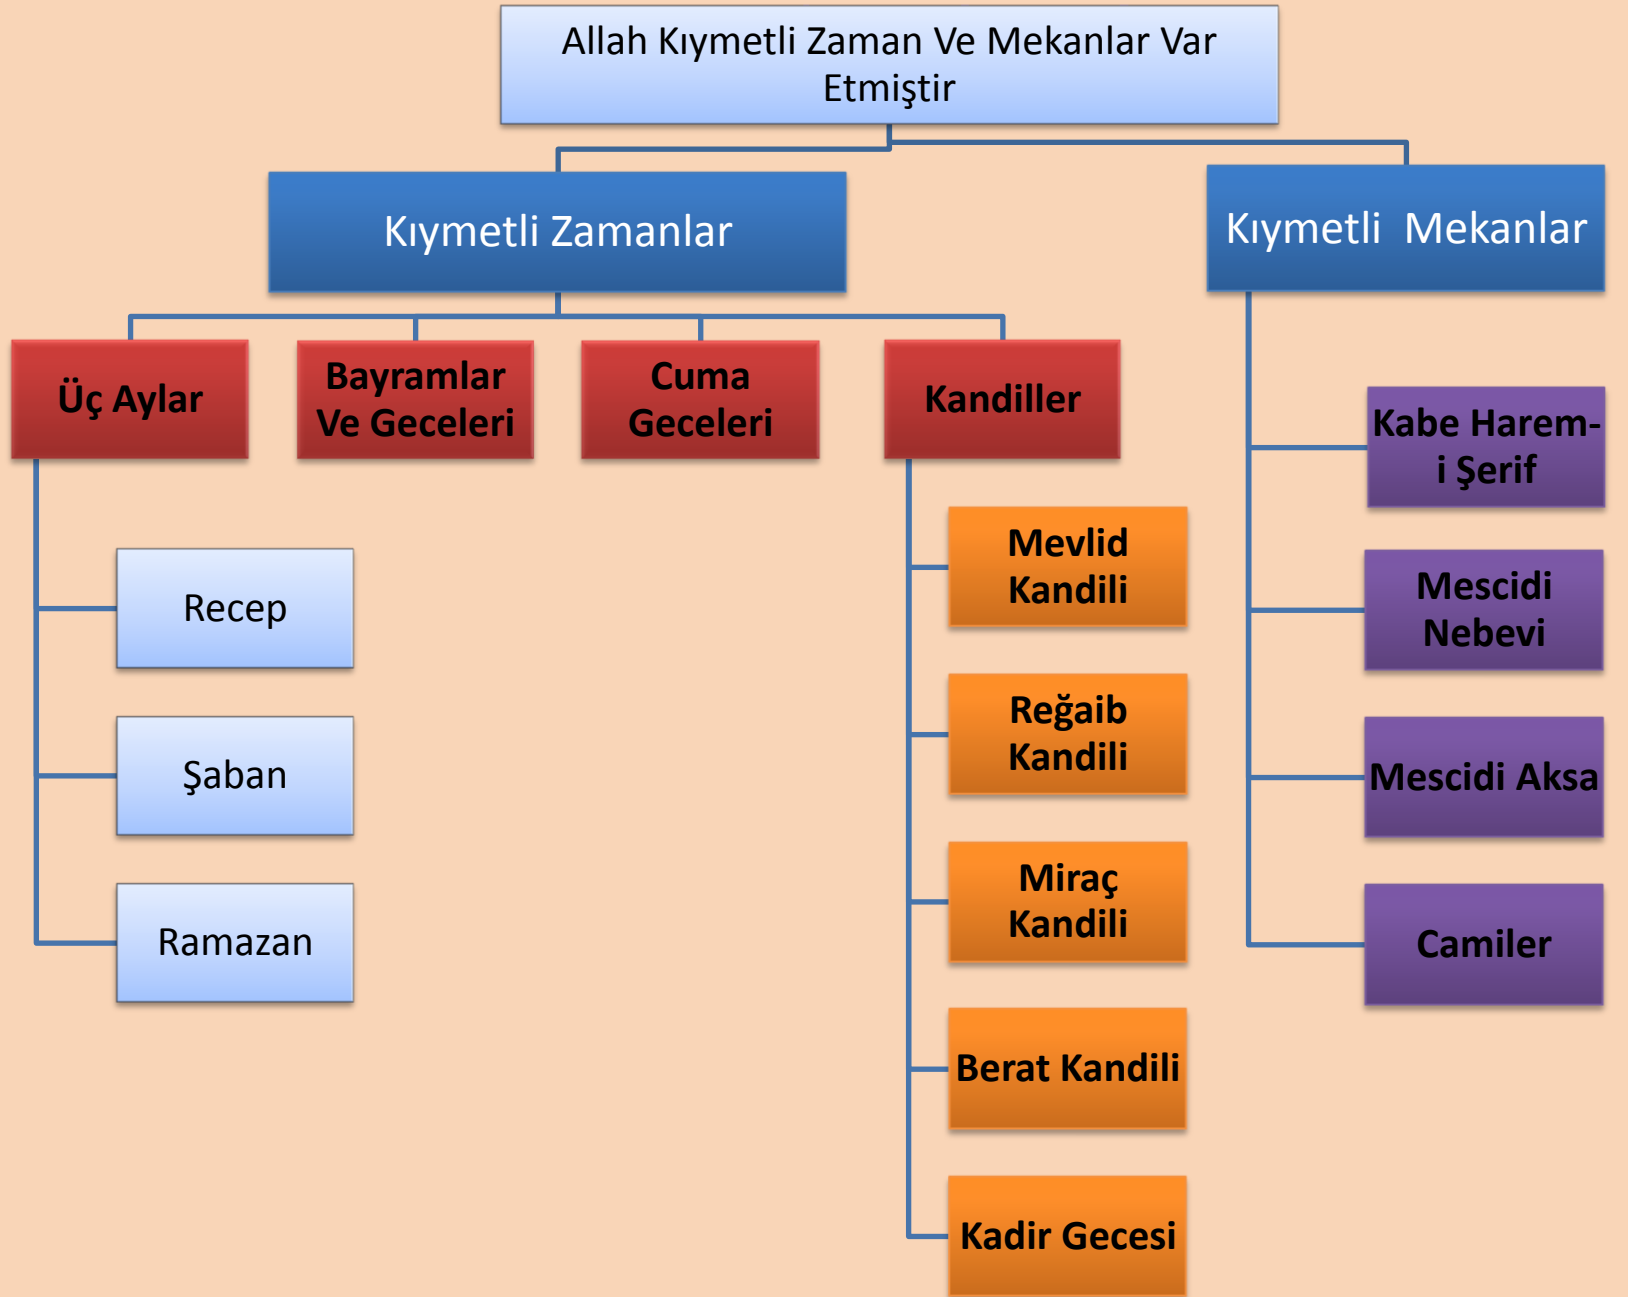 Allah Kıymetli Zaman Ve Mekanlar Var
Etmiştir
Kıymetli Zamanlar
Kıymetli Mekanlar
Üç Aylar
Bayramlar
Ve Geceleri
Cuma
Geceleri
Kandiller
Recep
Şaban
Ramazan
Mevlid
Kandili
Reğaib
Kandili
Miraç
Kandili
Berat Kandili
Kadir Gecesi
Kabe Harem-
i Şerif
Mescidi
Nebevi
Mescidi Aksa
Camiler